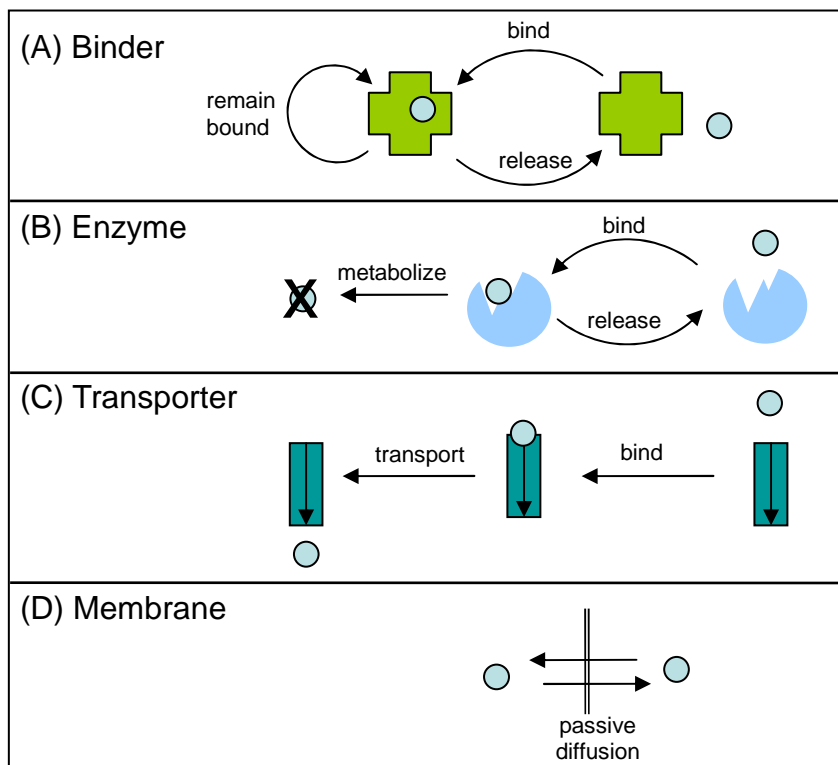 (A) Binder
bind
remain
bound
release
(B) Enzyme
bind
metabolize
X
release
(C) Transporter
transport
bind
(D) Membrane
passive
diffusion